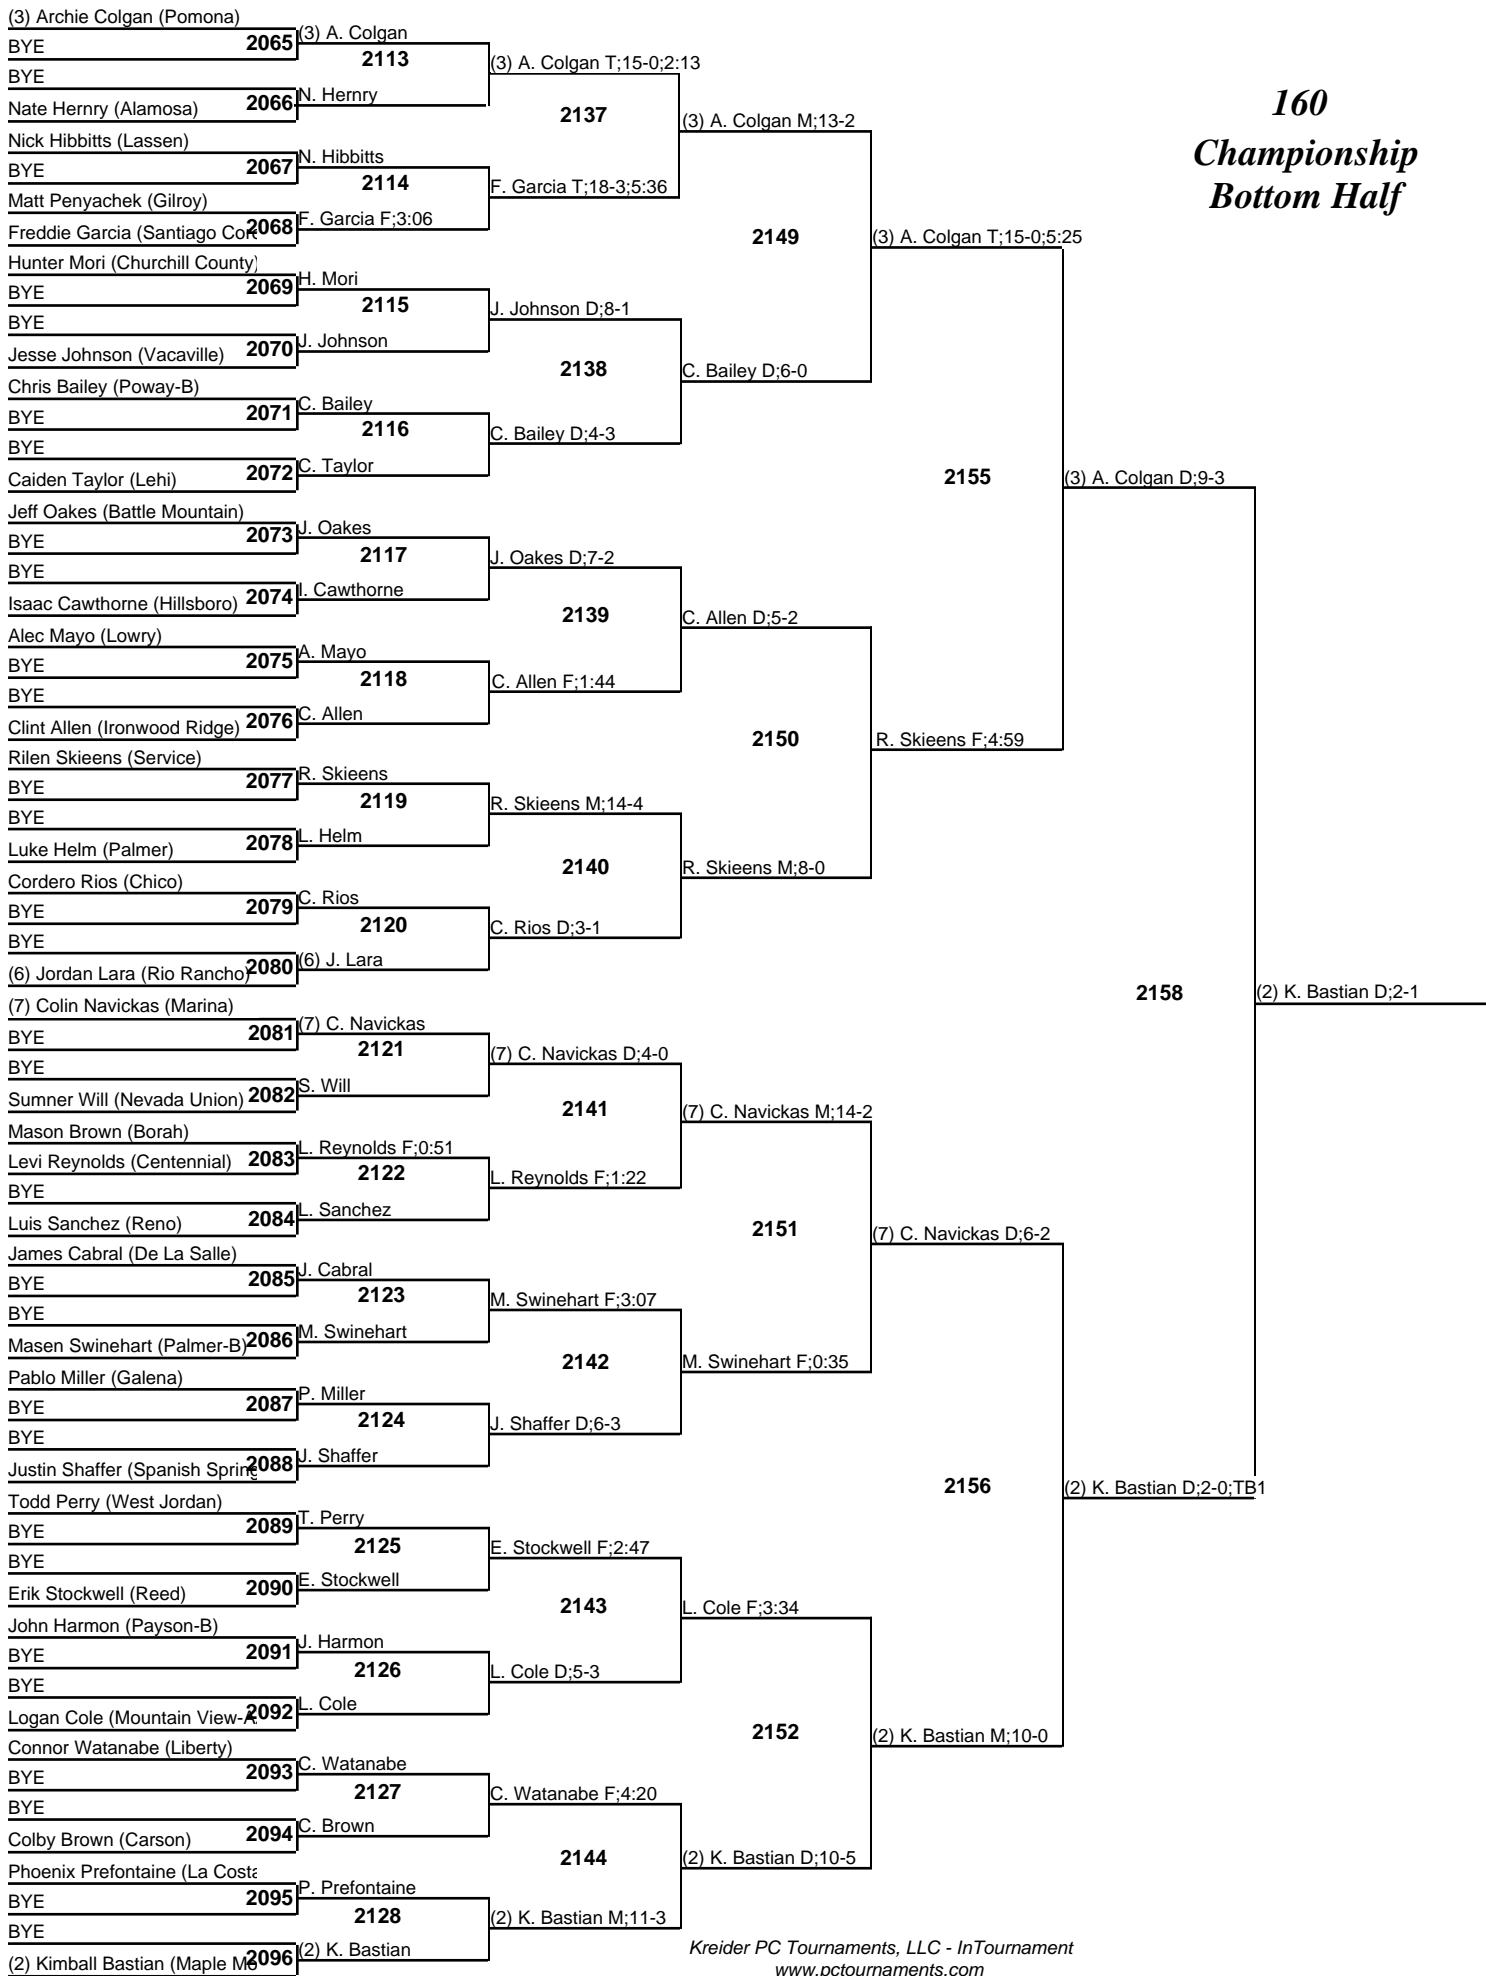 (3) Archie Colgan (Pomona)
BYE
2065
BYE
Nate Hernry (Alamosa)
2066
Nick Hibbitts (Lassen)
BYE
2067
Matt Penyachek (Gilroy)
Freddie Garcia (Santiago Cor
2068
Hunter Mori (Churchill County)
BYE
2069
BYE
Jesse Johnson (Vacaville)
2070
Chris Bailey (Poway-B)
BYE
2071
BYE
Caiden Taylor (Lehi)
2072
Jeff Oakes (Battle Mountain)
BYE
2073
BYE
Isaac Cawthorne (Hillsboro)
2074
Alec Mayo (Lowry)
BYE
2075
BYE
Clint Allen (Ironwood Ridge)
2076
Rilen Skieens (Service)
BYE
2077
BYE
Luke Helm (Palmer)
2078
Cordero Rios (Chico)
BYE
2079
BYE
(6) Jordan Lara (Rio Rancho)
2080
(7) Colin Navickas (Marina)
BYE
2081
BYE
Sumner Will (Nevada Union)
2082
Mason Brown (Borah)
Levi Reynolds (Centennial)
2083
BYE
Luis Sanchez (Reno)
2084
James Cabral (De La Salle)
BYE
2085
BYE
Masen Swinehart (Palmer-B)
2086
Pablo Miller (Galena)
BYE
2087
BYE
Justin Shaffer (Spanish Spring
2088
Todd Perry (West Jordan)
BYE
2089
BYE
Erik Stockwell (Reed)
2090
John Harmon (Payson-B)
BYE
2091
BYE
Logan Cole (Mountain View-A
2092
Connor Watanabe (Liberty)
BYE
2093
BYE
Colby Brown (Carson)
2094
Phoenix Prefontaine (La Costa
BYE
2095
BYE
(2) Kimball Bastian (Maple Mo
2096
(3) A. Colgan
2113
N. Hernry
N. Hibbitts
2114
F. Garcia F;3:06
H. Mori
2115
J. Johnson
C. Bailey
2116
C. Taylor
J. Oakes
2117
I. Cawthorne
A. Mayo
2118
C. Allen
R. Skieens
2119
L. Helm
C. Rios
2120
(6) J. Lara
(7) C. Navickas
2121
S. Will
L. Reynolds F;0:51
2122
L. Sanchez
J. Cabral
2123
M. Swinehart
P. Miller
2124
J. Shaffer
T. Perry
2125
E. Stockwell
J. Harmon
2126
L. Cole
C. Watanabe
2127
C. Brown
P. Prefontaine
2128
(2) K. Bastian
(3) A. Colgan T;15-0;2:13
2137
F. Garcia T;18-3;5:36
J. Johnson D;8-1
2138
C. Bailey D;4-3
J. Oakes D;7-2
2139
C. Allen F;1:44
R. Skieens M;14-4
2140
C. Rios D;3-1
(7) C. Navickas D;4-0
2141
L. Reynolds F;1:22
M. Swinehart F;3:07
2142
J. Shaffer D;6-3
E. Stockwell F;2:47
2143
L. Cole D;5-3
C. Watanabe F;4:20
2144
(2) K. Bastian M;11-3
(3) A. Colgan M;13-2
2149
C. Bailey D;6-0
C. Allen D;5-2
2150
R. Skieens M;8-0
(7) C. Navickas M;14-2
2151
M. Swinehart F;0:35
L. Cole F;3:34
2152
(2) K. Bastian D;10-5
(3) A. Colgan T;15-0;5:25
2155
R. Skieens F;4:59
(7) C. Navickas D;6-2
2156
(2) K. Bastian M;10-0
(3) A. Colgan D;9-3
2158
(2) K. Bastian D;2-0;TB1
(2) K. Bastian D;2-1
160
Championship
Bottom Half
Kreider PC Tournaments, LLC - InTournament
www.pctournaments.com